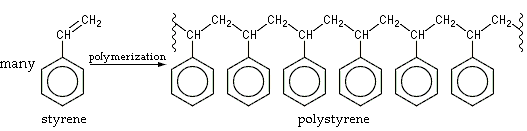 CH₂ CH₂ CH₂ CH₂ CH₂ CH₂ CH₂
CH CH CH CH CH CH CH
many polymerization
styrene polystyrene